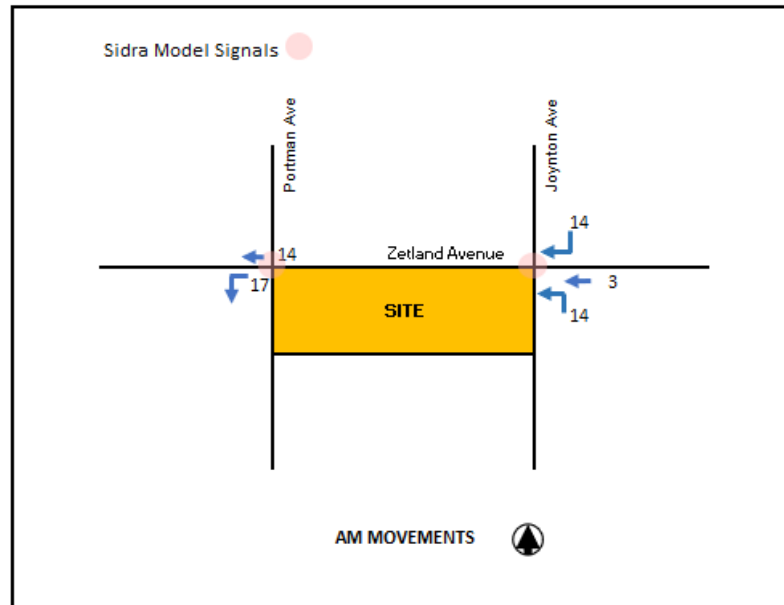 Sidra Model Signals
Portman Ave
Joynton Ave
14
14
Zetland Avenue
17
3
SITE
14
AM MOVEMENTS